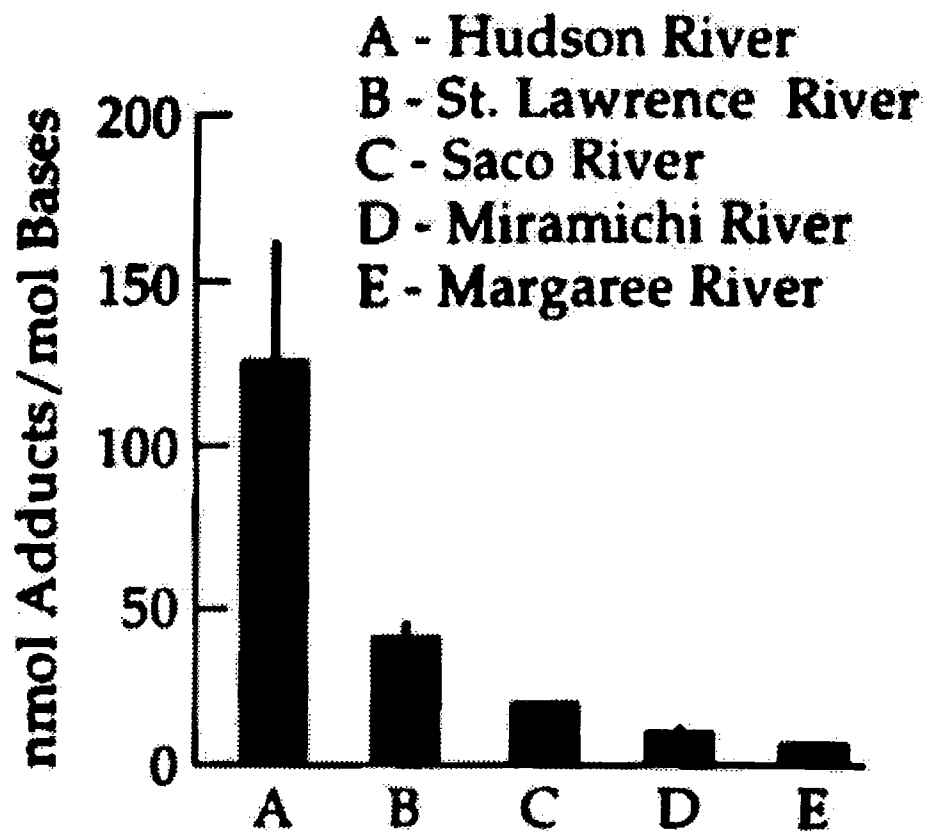 A - Hudson River
B - St. Lawrence River
C - Saco River
D - Miramichi River
E - Margaree River
nmol Adducts/mol Bases
200
150
100
50
0
A B C D E